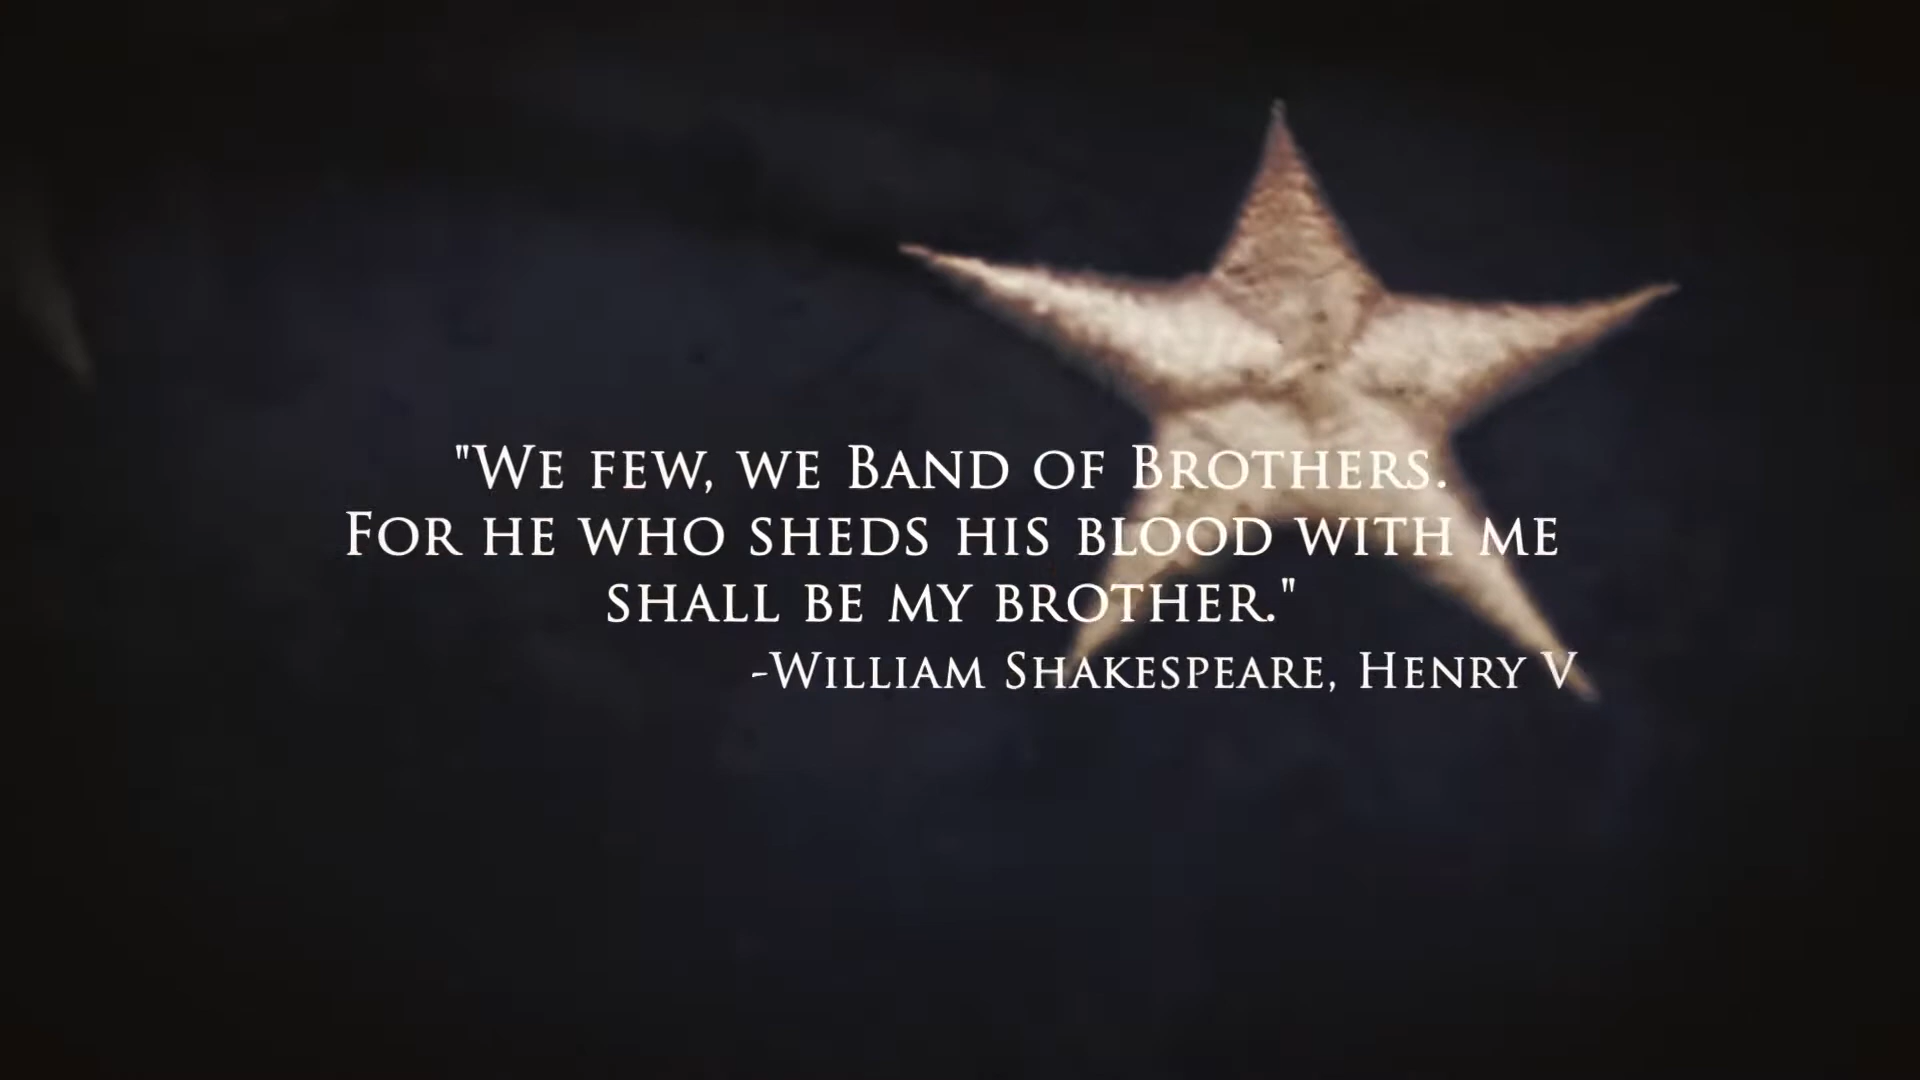 "We few, we Band of Brothers.
For he who sheds his blood with me
shall be my brother."
-William Shakespeare, Henry V